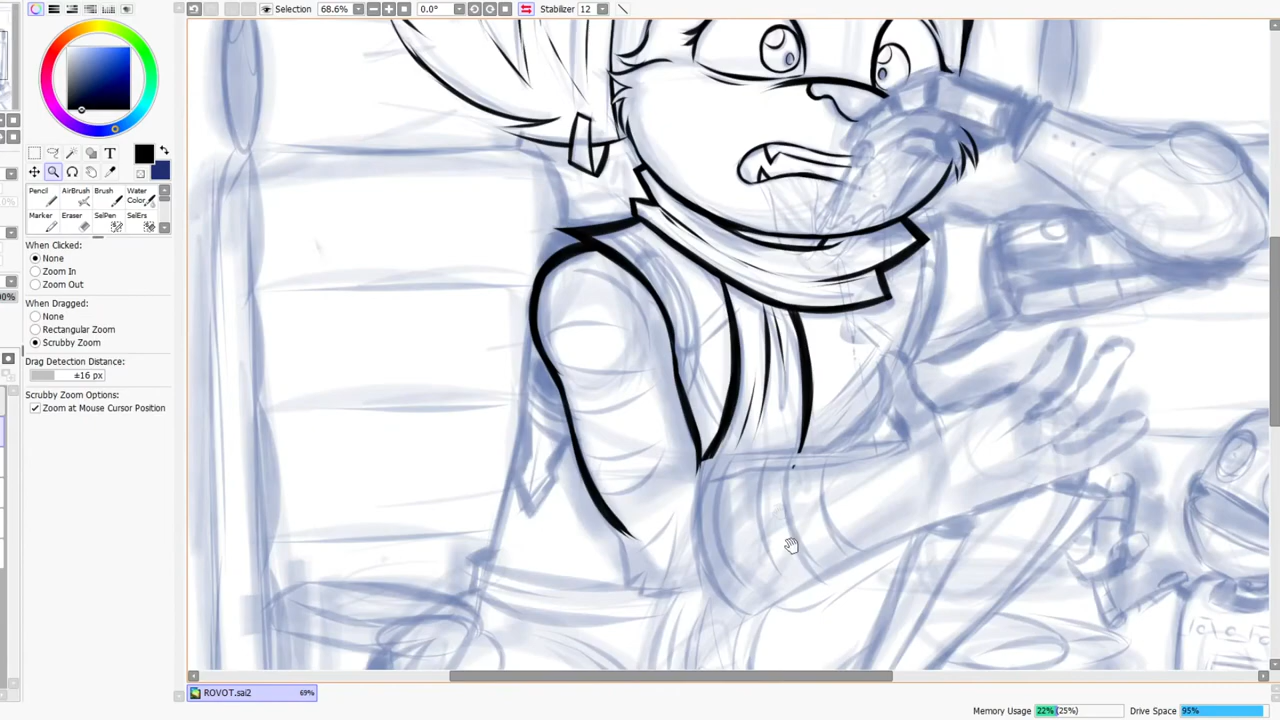 Selection 68.6% 0.0° Stabilizer 12
T
Pencil AirBrush Brush Water Color
Marker Eraser SelPen SelErs
When Clicked:
None
Zoom In
Zoom Out
When Dragged:
None
Rectangular Zoom
Scrubby Zoom
Drag Detection Distance:
±16 px
Scrubby Zoom Options:
Zoom at Mouse Cursor Position
ROVOT.sai2 69%
Memory Usage 22% (25%) Drive Space 95%